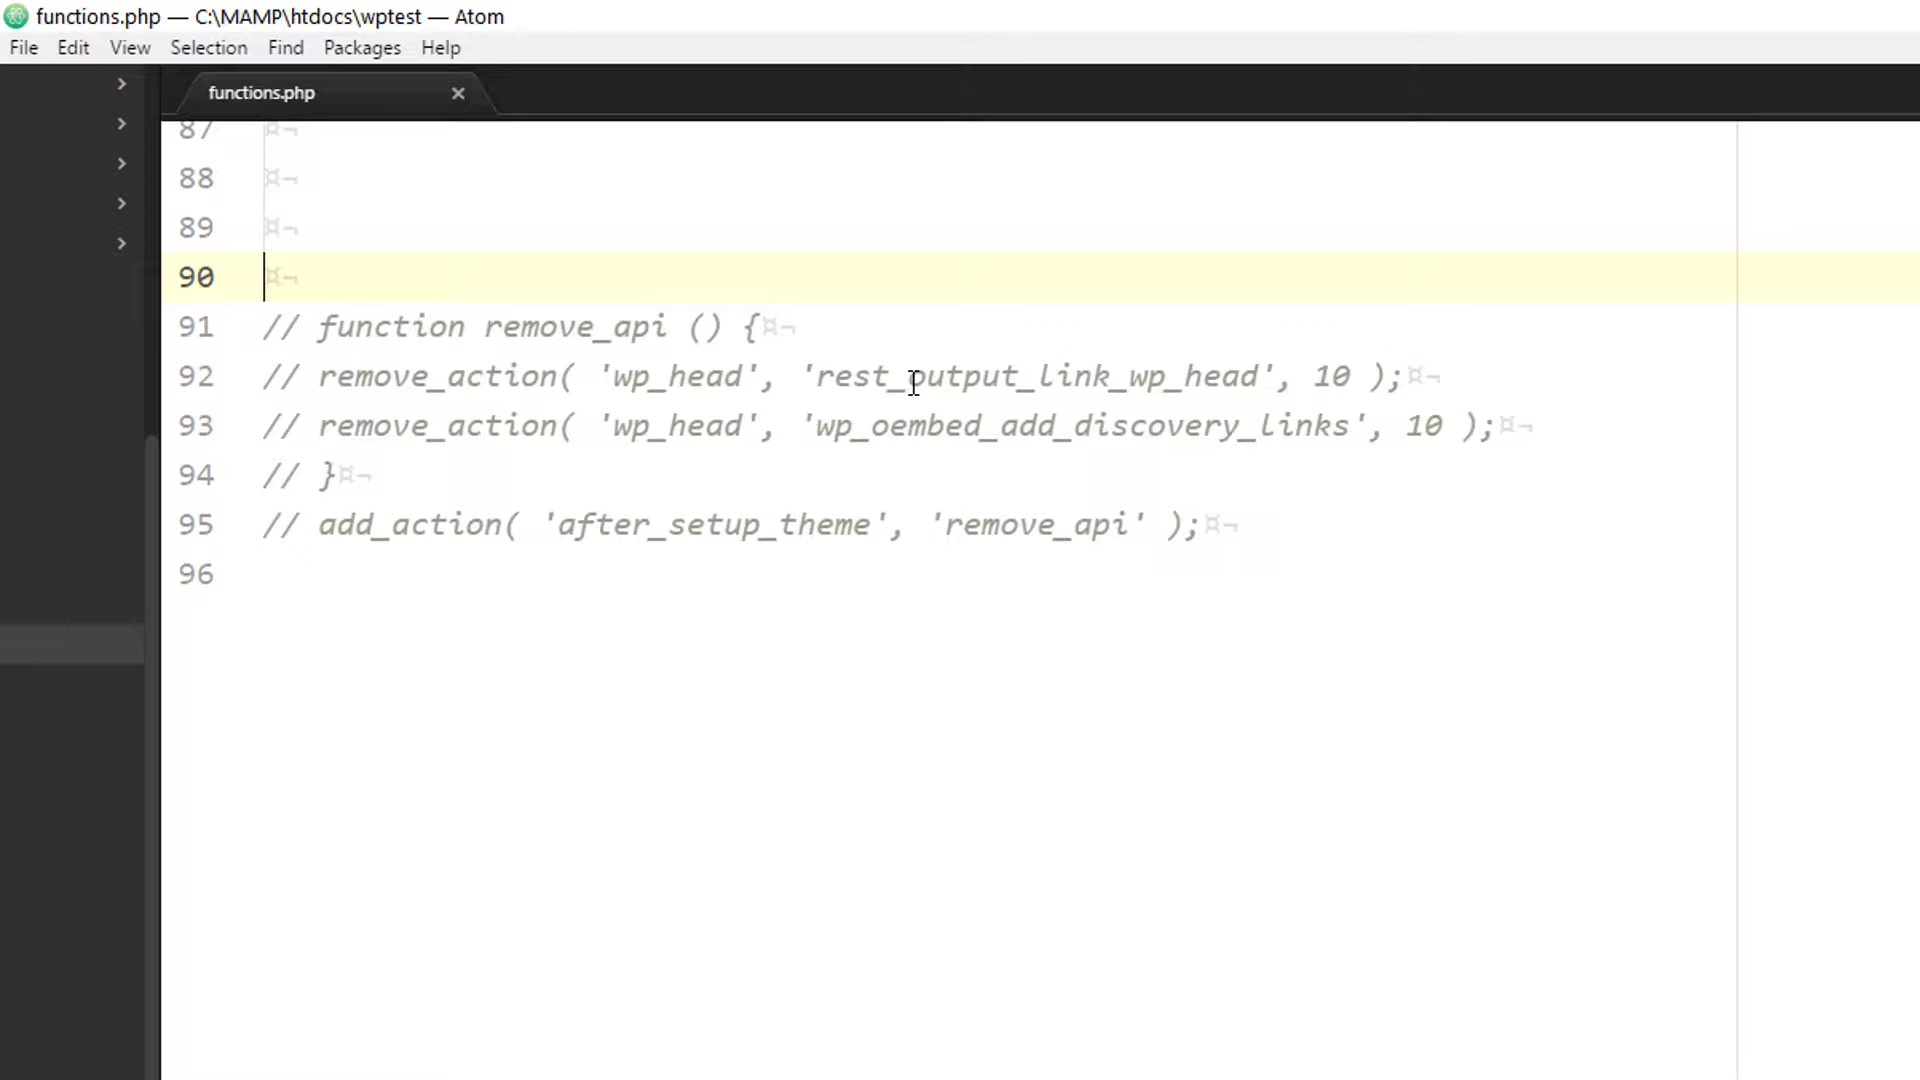 functions.php — C:\MAMP\htdocs\wptest — Atom
File Edit View Selection Find Packages Help
functions.php
87 ¤¬
88 ¤¬
89 ¤¬
90 ¤¬
91 // function remove_api () {¤¬
92 // remove_action( 'wp_head', 'rest_output_link_wp_head', 10 );¤¬
93 // remove_action( 'wp_head', 'wp_oembed_add_discovery_links', 10 );¤¬
94 // }¤¬
95 // add_action( 'after_setup_theme', 'remove_api' );¤¬
96